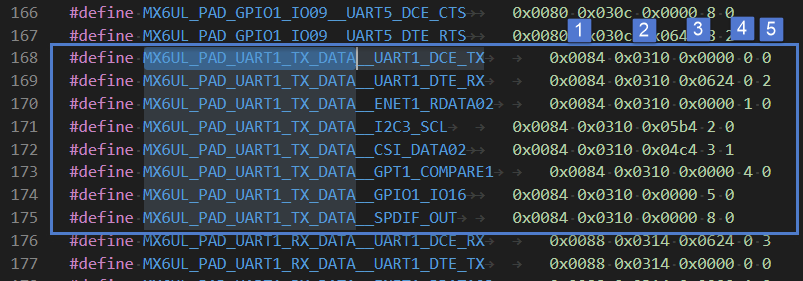 166 #define MX6UL_PAD_GPIO1_IO09__UART5_DCE_CTS 0x0080 0x030c 0x0000 8 0
167 #define MX6UL_PAD_GPIO1_IO09__UART5_DTE_RTS 0x0080 0x030c 0x064 8 2
1 2 3 4 5
168 #define MX6UL_PAD_UART1_TX_DATA__UART1_DCE_TX 0x0084 0x0310 0x0000 0 0
169 #define MX6UL_PAD_UART1_TX_DATA__UART1_DTE_RX 0x0084 0x0310 0x0624 0 2
170 #define MX6UL_PAD_UART1_TX_DATA__ENET1_RDATA02 0x0084 0x0310 0x0000 1 0
171 #define MX6UL_PAD_UART1_TX_DATA__I2C3_SCL 0x0084 0x0310 0x05b4 2 0
172 #define MX6UL_PAD_UART1_TX_DATA__CSI_DATA02 0x0084 0x0310 0x04c4 3 1
173 #define MX6UL_PAD_UART1_TX_DATA__GPT1_COMPARE1 0x0084 0x0310 0x0000 4 0
174 #define MX6UL_PAD_UART1_TX_DATA__GPIO1_IO16 0x0084 0x0310 0x0000 5 0
175 #define MX6UL_PAD_UART1_TX_DATA__SPDIF_OUT 0x0084 0x0310 0x0000 8 0
176 #define MX6UL_PAD_UART1_RX_DATA__UART1_DCE_RX 0x0088 0x0314 0x0624 0 3
177 #define MX6UL_PAD_UART1_RX_DATA__UART1_DTE_TX 0x0088 0x0314 0x0000 0 0